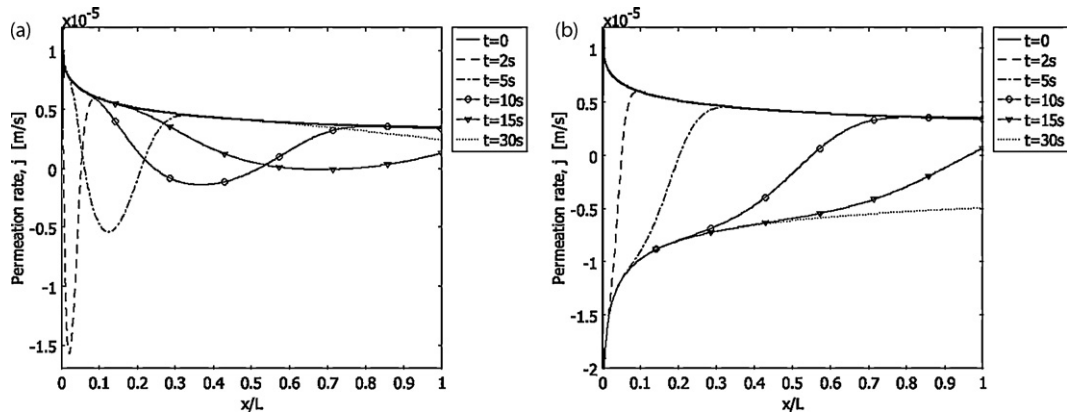 (a)
x10-5
1
0.5
0
-0.5
-1
-1.5
Permeation rate, j [m/s]
0 0.1 0.2 0.3 0.4 0.5 0.6 0.7 0.8 0.9 1
x/L
t=0
t=2s
t=5s
t=10s
t=15s
t=30s
(b)
x10-5
1
0.5
0
-0.5
-1
-1.5
-2
Permeation rate, j [m/s]
0 0.1 0.2 0.3 0.4 0.5 0.6 0.7 0.8 0.9 1
x/L
t=0
t=2s
t=5s
t=10s
t=15s
t=30s